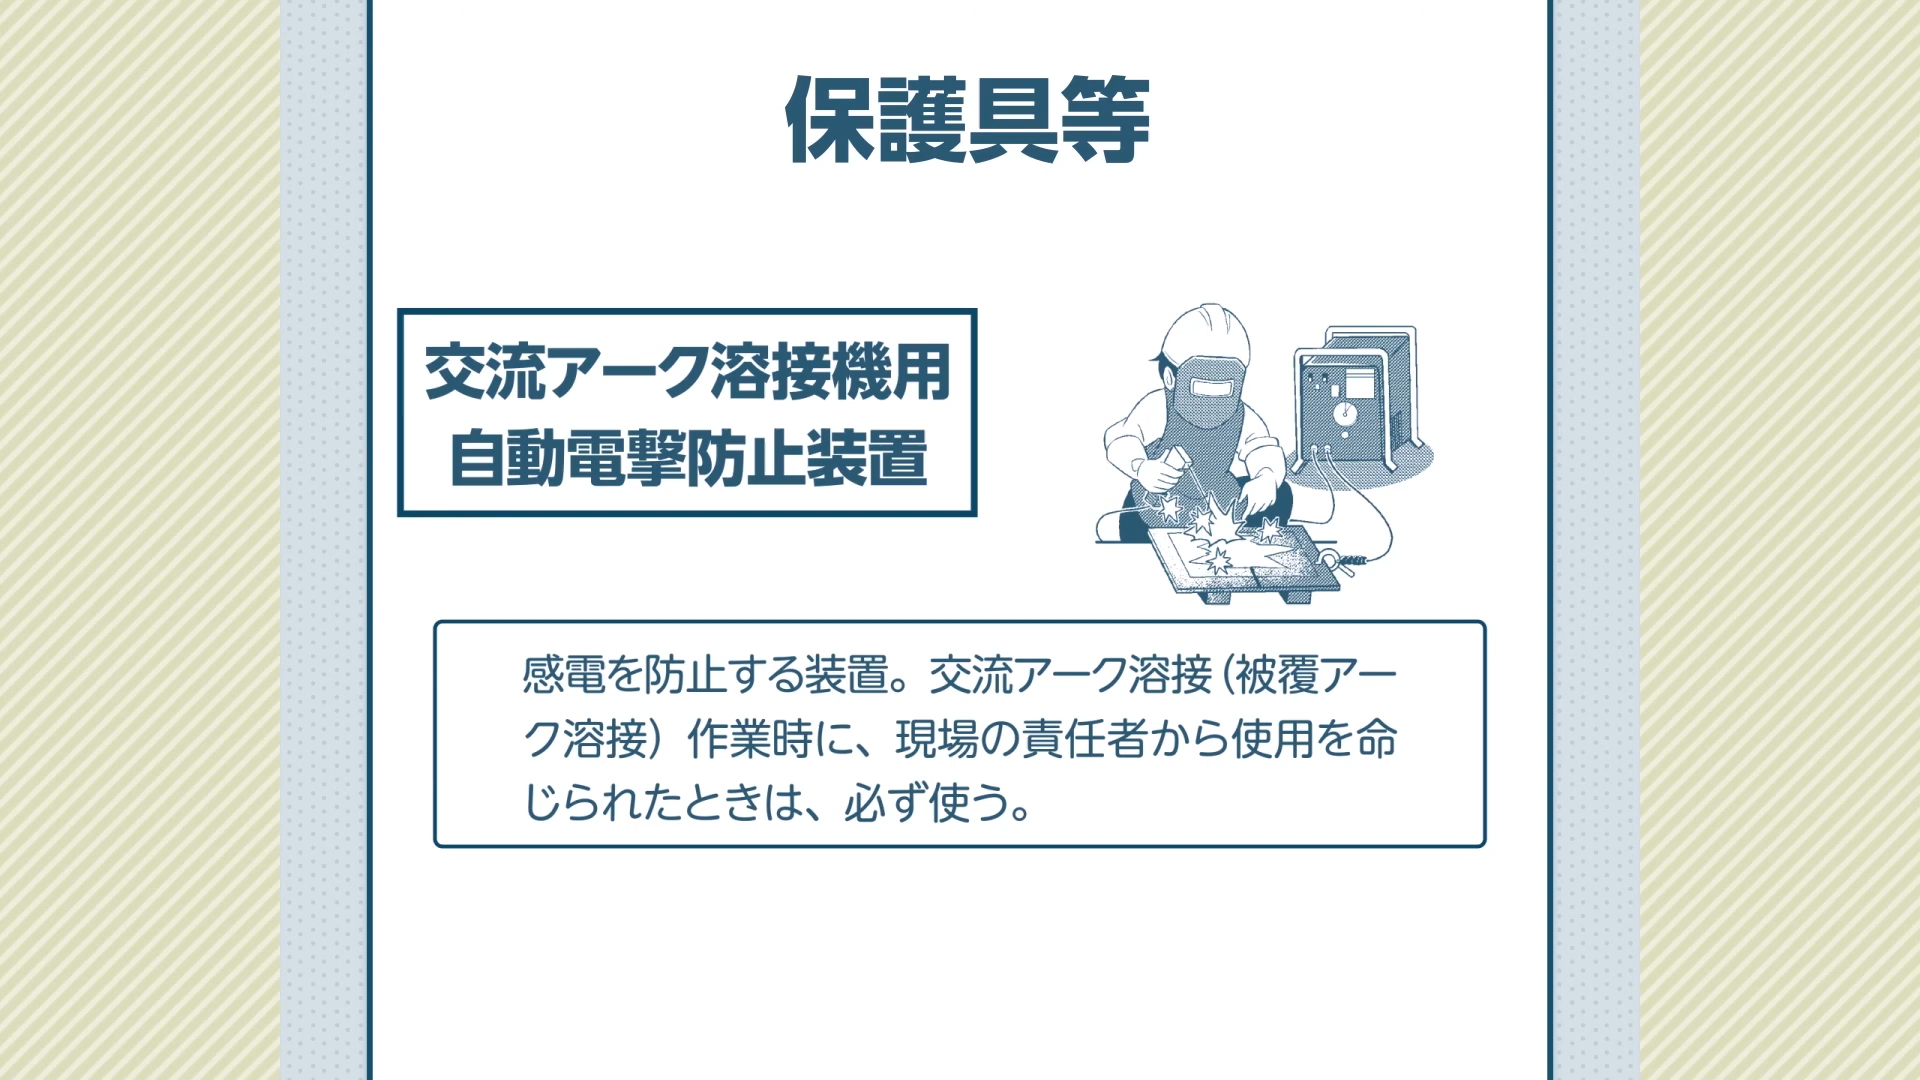 保護具等
交流アーク溶接機用
自動電撃防止装置
感電を防止する装置。交流アーク溶接（被覆アー
ク溶接）作業時に、現場の責任者から使用を命
じられたときは、必ず使う。